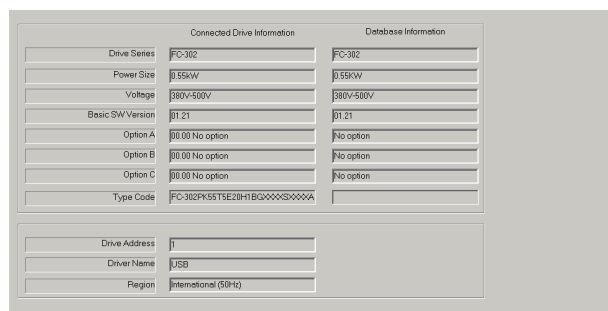 Connected Drive Information Database Information
Drive Series FC-302 FC-302
Power Size 0.55kW 0.55KW
Voltage 380V-500V 380V-500V
Basic SW Version 01.21 01.21
Option A 00.00 No option No option
Option B 00.00 No option No option
Option C 00.00 No option No option
Type Code FC-302PK55T5E20H1BGXXXXSXXXXA
Drive Address 1
Driver Name USB
Region International (50Hz)